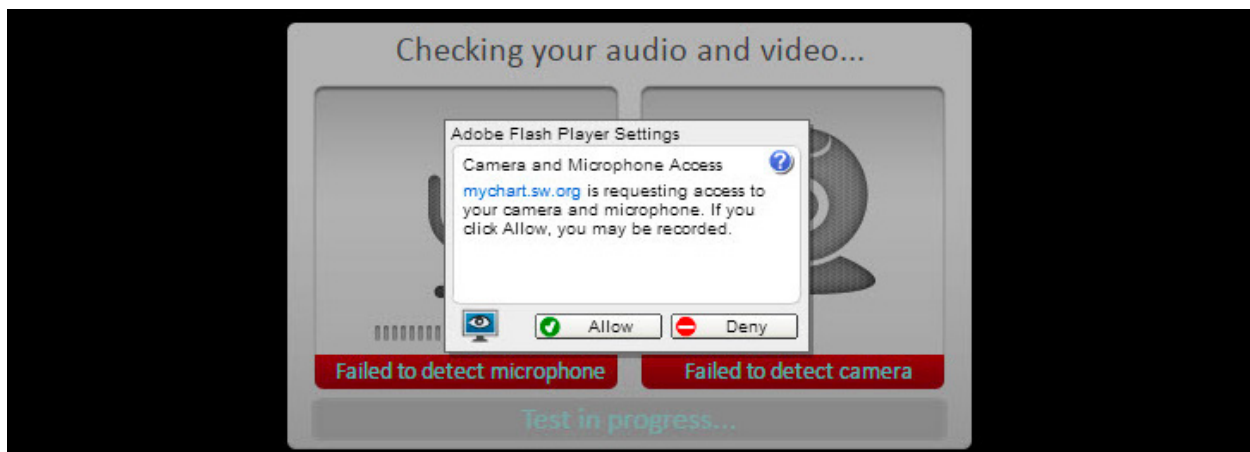 Checking your audio and video...
Adobe Flash Player Settings
Camera and Microphone Access
mychart.sw.org is requesting access to
your camera and microphone. If you
click Allow, you may be recorded.
Allow
Deny
Failed to detect microphone
Failed to detect camera
Test in progress...